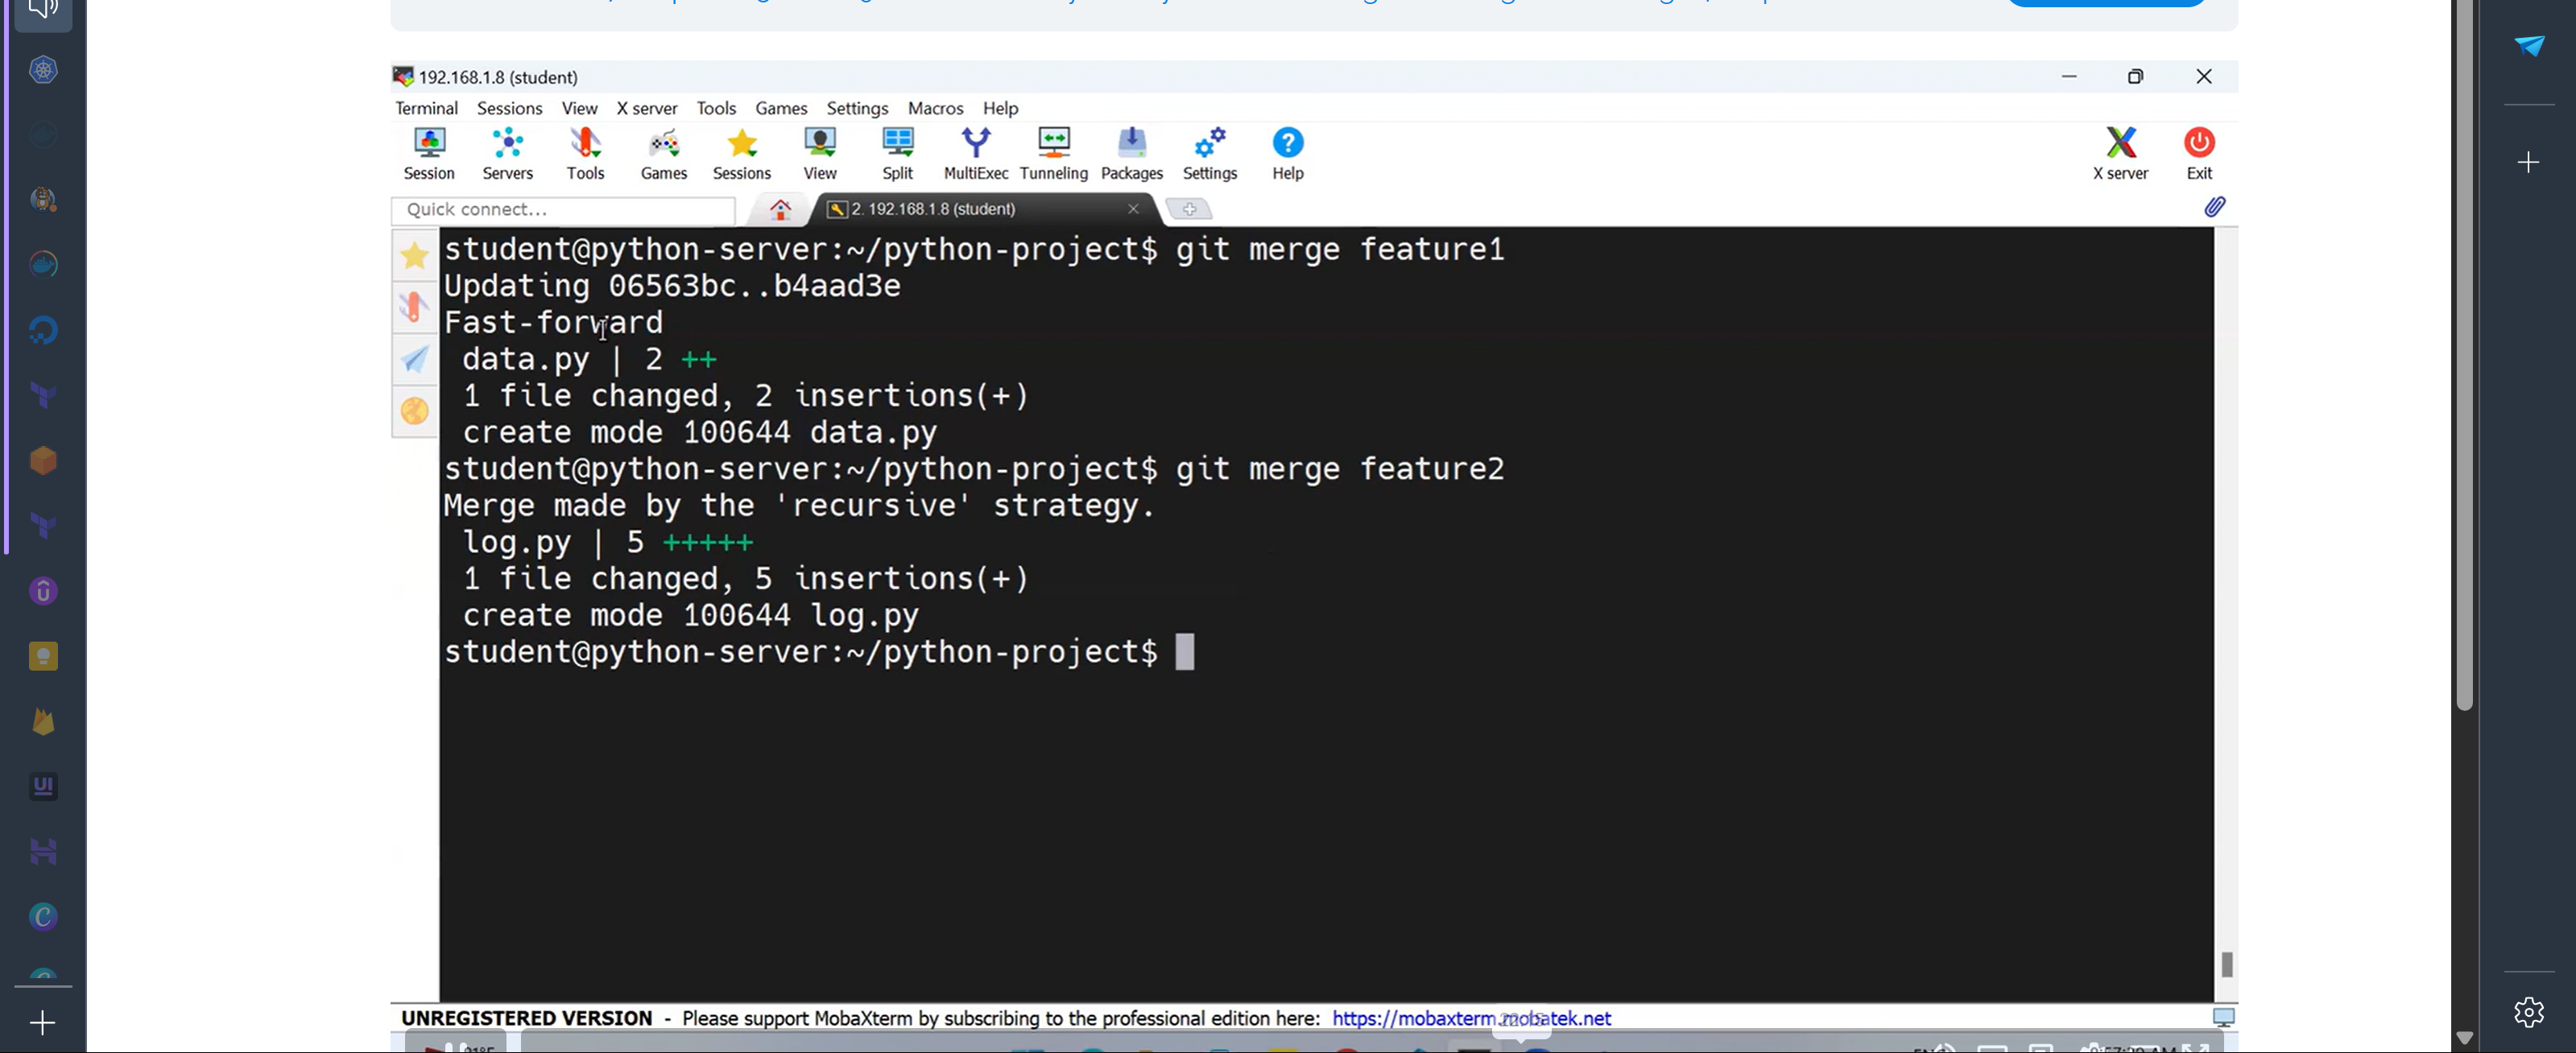 192.168.1.8 (student)
Terminal Sessions View X server Tools Games Settings Macros Help
Session Servers Tools Games Sessions View Split MultiExec Tunneling Packages Settings Help X server Exit
Quick connect...
2. 192.168.1.8 (student)
student@python-server:~/python-project$ git merge feature1
Updating 06563bc..b4aad3e
Fast-forward
data.py | 2 ++
1 file changed, 2 insertions(+)
create mode 100644 data.py
student@python-server:~/python-project$ git merge feature2
Merge made by the 'recursive' strategy.
log.py | 5 +++++
1 file changed, 5 insertions(+)
create mode 100644 log.py
student@python-server:~/python-project$
UNREGISTERED VERSION - Please support MobaXterm by subscribing to the professional edition here: https://mobaxterm.mobatek.net